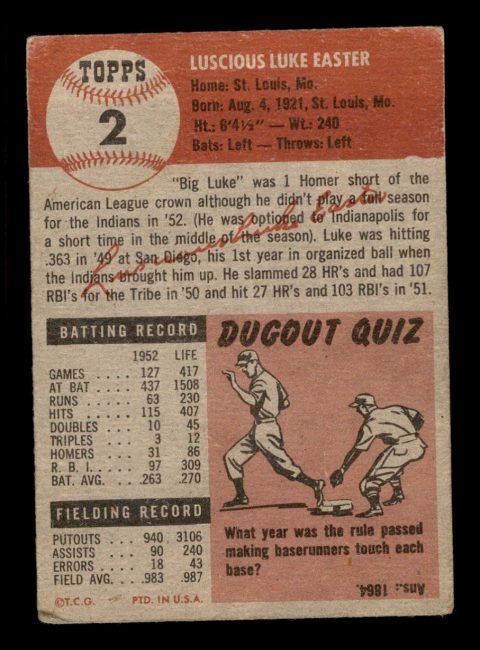 TOPPS
2
LUSCIOUS LUKE EASTER
Home: St. Louis, Mo.
Born: Aug. 4, 1921, St. Louis, Mo.
Ht.: 6'4½" — Wt.: 240
Bats: Left — Throws: Left
"Big Luke" was 1 Homer short of the
American League crown although he didn't play a full season
for the Indians in '52. (He was optioned to Indianapolis for
a short time in the middle of the season). Luke was hitting
.363 in '49 at San Diego, his 1st year in organized ball when
the Indians brought him up. He slammed 28 HR's and had 107
RBI's for the Tribe in '50 and hit 27 HR's and 103 RBI's in '51.
Luscious Luke Easter
BATTING RECORD
1952 LIFE
GAMES 127 417
AT BAT 437 1508
RUNS 63 230
HITS 115 407
DOUBLES 10 45
TRIPLES 3 12
HOMERS 31 86
R. B. I. 97 309
BAT. AVG. .263 .270
FIELDING RECORD
PUTOUTS 940 3106
ASSISTS 90 240
ERRORS 18 43
FIELD AVG. .983 .987
©T.C.G. PTD. IN U.S.A.
DUGOUT QUIZ
What year was the rule passed
making baserunners touch each
base?
Ans.: 1864.